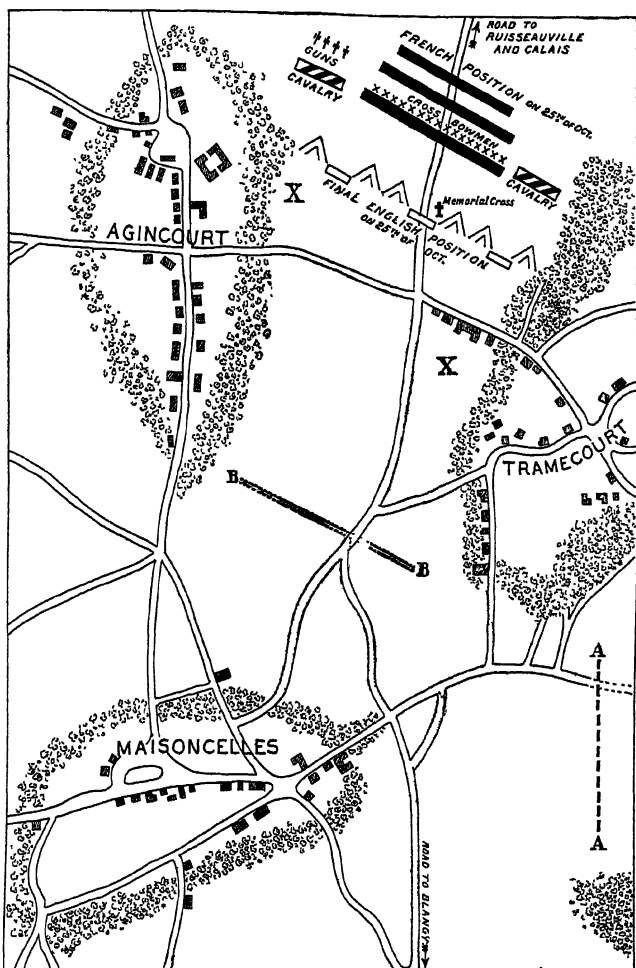 ROAD TO
RUISSEAUVILLE
AND CALAIS
GUNS
CAVALRY
FRENCH POSITION ON 25TH OF OCT.
XXXXXXXXXXXXXXXX
CROSS BOWMEN
CAVALRY
X
Memorial Cross
FINAL ENGLISH POSITION
ON 25TH OF OCT.
AGINCOURT
X
TRAMECOURT
B
B
A
MAISONCELLES
A
ROAD TO BLANGY